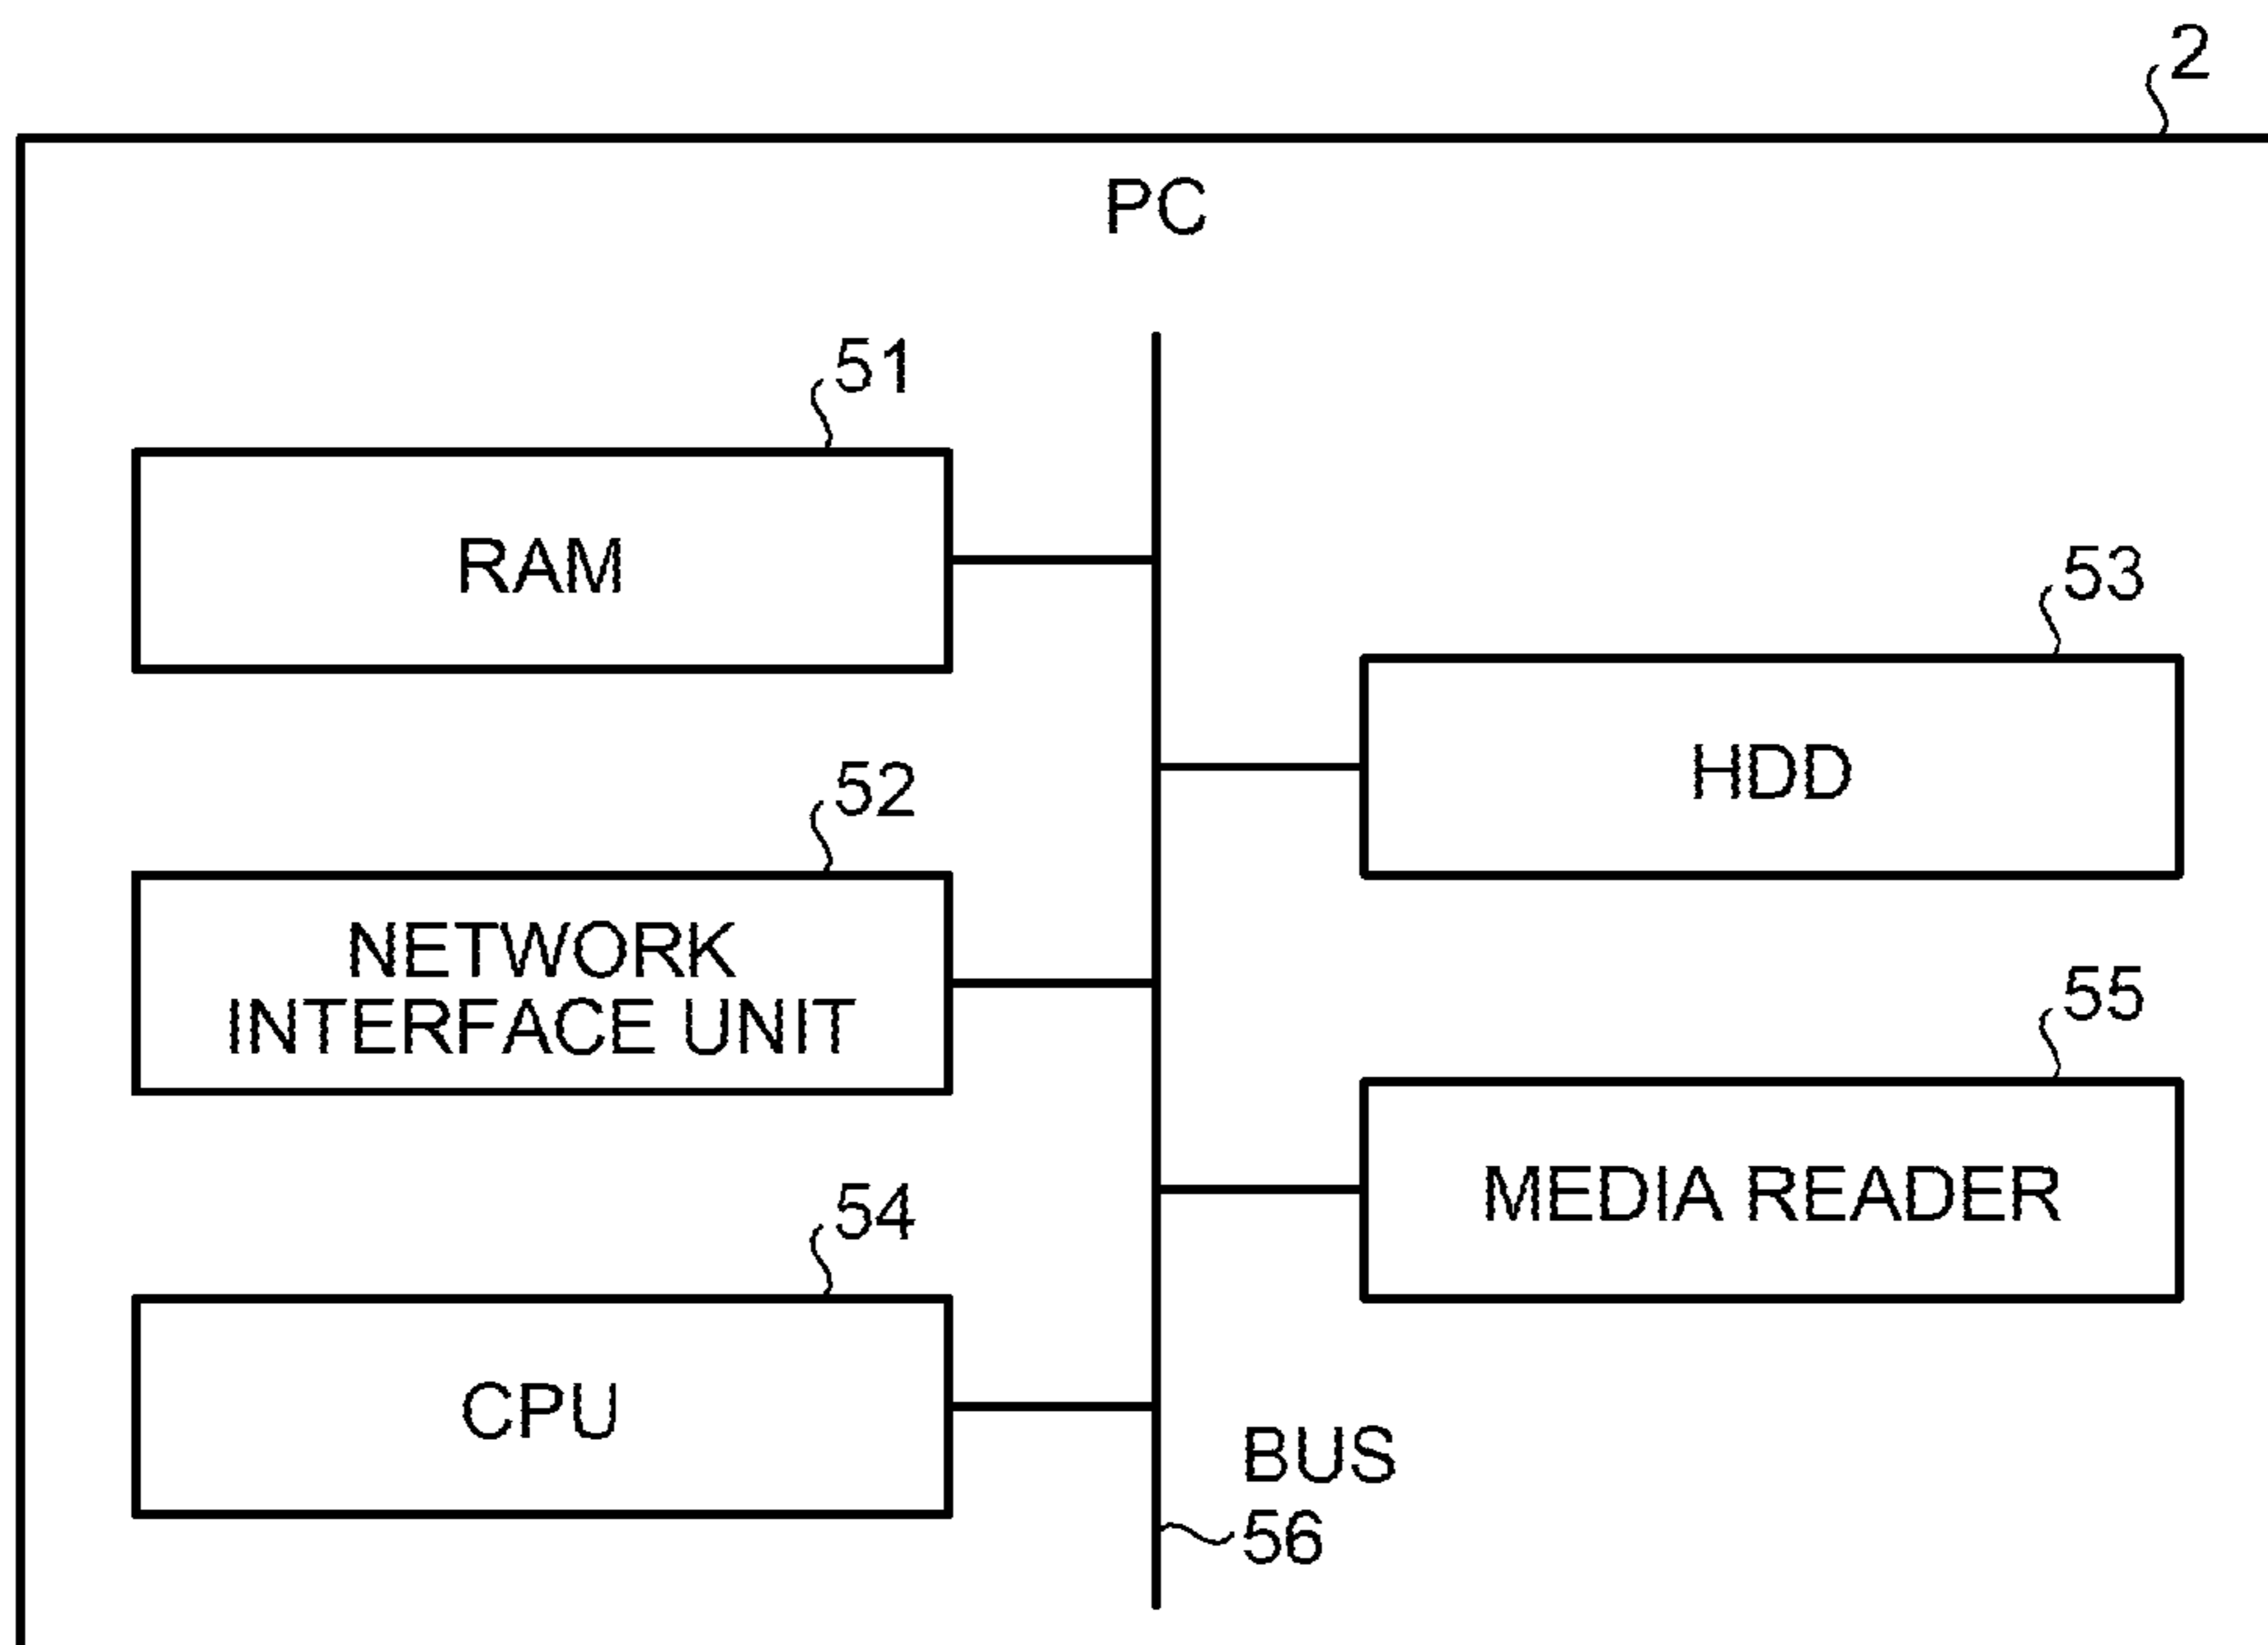 2
PC
51
RAM
53
HDD
52
NETWORK
INTERFACE UNIT
55
MEDIA READER
54
CPU
BUS
56